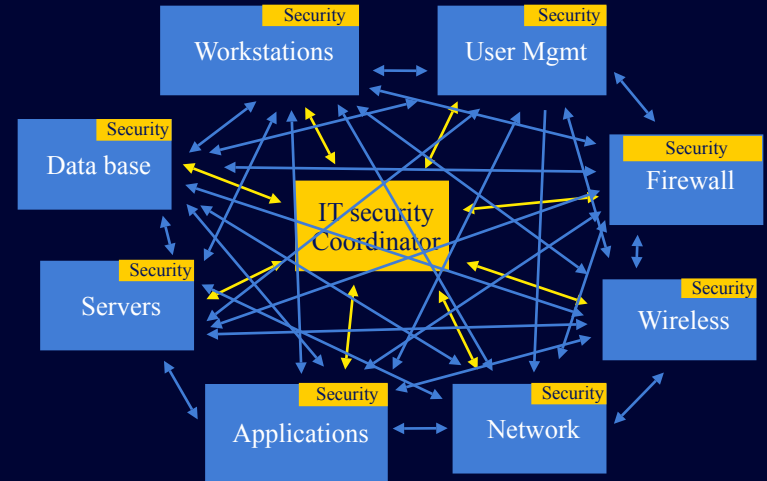 Security
Workstations
Security
User Mgmt
Security
Data base
Security
Firewall
IT security
Coordinator
Security
Servers
Security
Wireless
Security
Applications
Security
Network